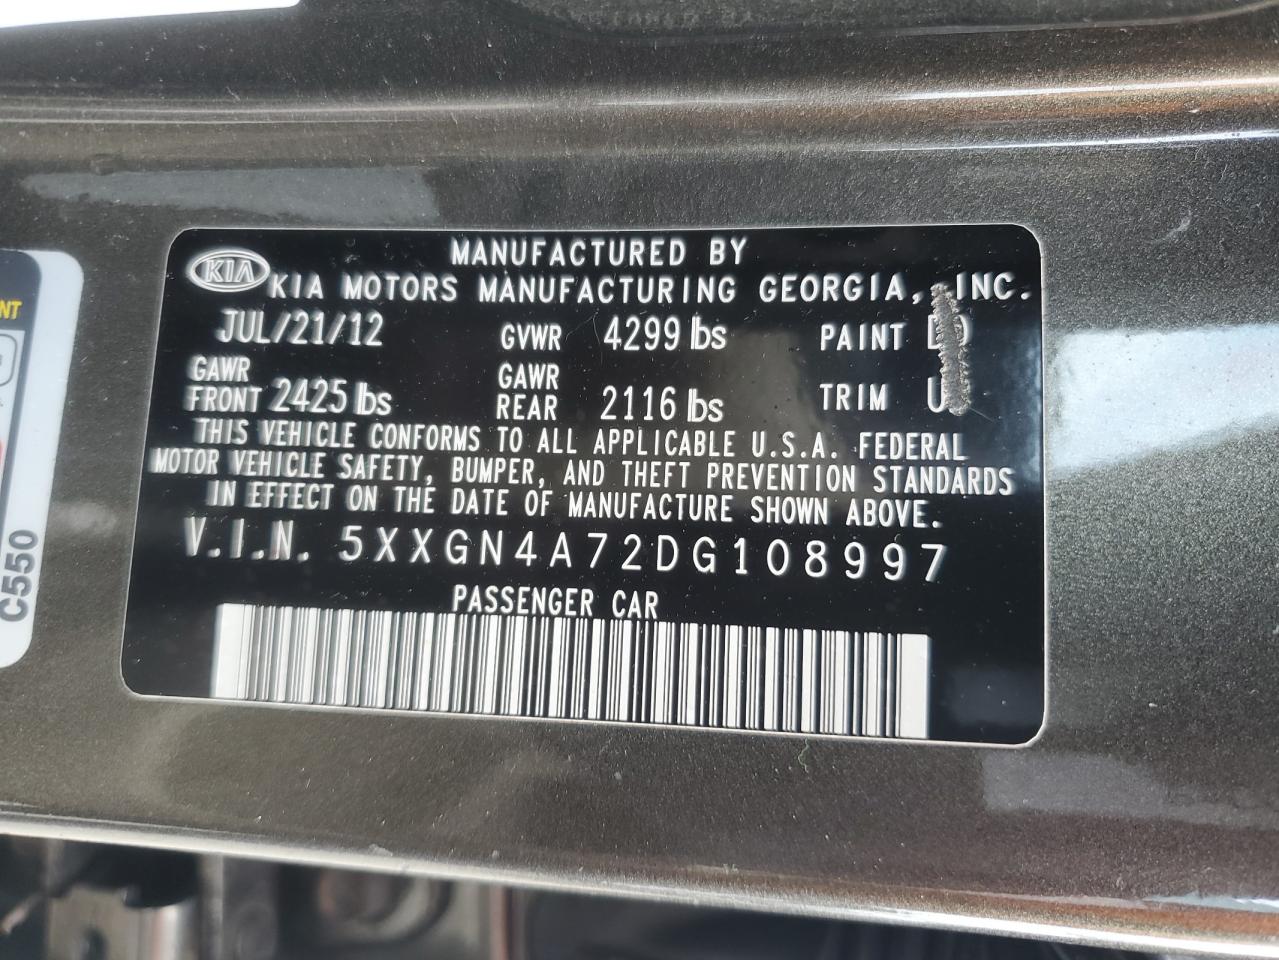 MANUFACTURED BY
KIA
KIA MOTORS MANUFACTURING GEORGIA, INC.
JUL/21/12 GVWR 4299 lbs PAINT
GAWR FRONT 2425 lbs GAWR REAR 2116 lbs TRIM
THIS VEHICLE CONFORMS TO ALL APPLICABLE U.S.A. FEDERAL
MOTOR VEHICLE SAFETY, BUMPER, AND THEFT PREVENTION STANDARDS
IN EFFECT ON THE DATE OF MANUFACTURE SHOWN ABOVE.
V.I.N. 5XXGN4A72DG108997
PASSENGER CAR
C550